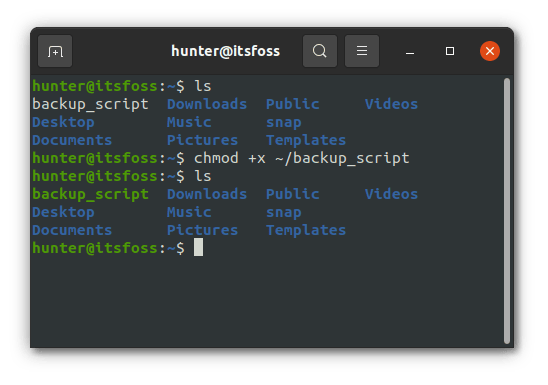 hunter@itsfoss
hunter@itsfoss:~$ ls
backup_script  Downloads  Public     Videos
Desktop        Music      snap
Documents      Pictures   Templates
hunter@itsfoss:~$ chmod +x ~/backup_script
hunter@itsfoss:~$ ls
backup_script  Downloads  Public     Videos
Desktop        Music      snap
Documents      Pictures   Templates
hunter@itsfoss:~$